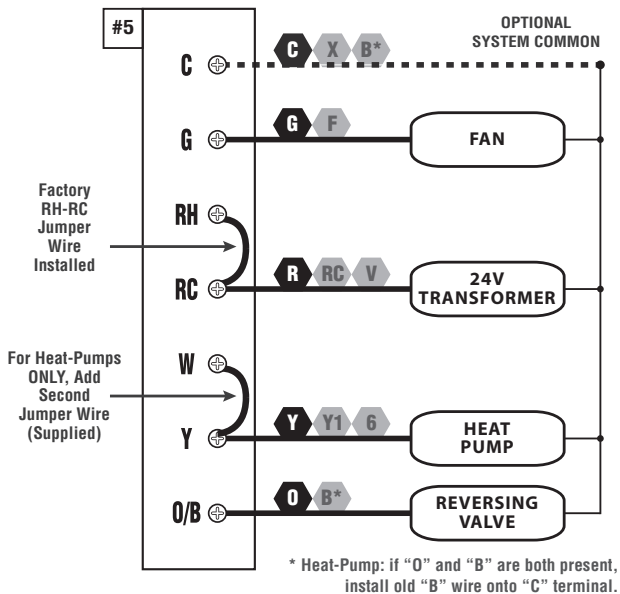 #5
OPTIONAL
SYSTEM COMMON
C
C X B*
G
G F
FAN
Factory
RH-RC
Jumper
Wire
Installed
RH
RC
R RC V
24V
TRANSFORMER
For Heat-Pumps
ONLY, Add
Second
Jumper Wire
(Supplied)
W
Y
Y Y1 6
HEAT
PUMP
O/B
O B*
REVERSING
VALVE
* Heat-Pump: if “O” and “B” are both present,
install old “B” wire onto “C” terminal.